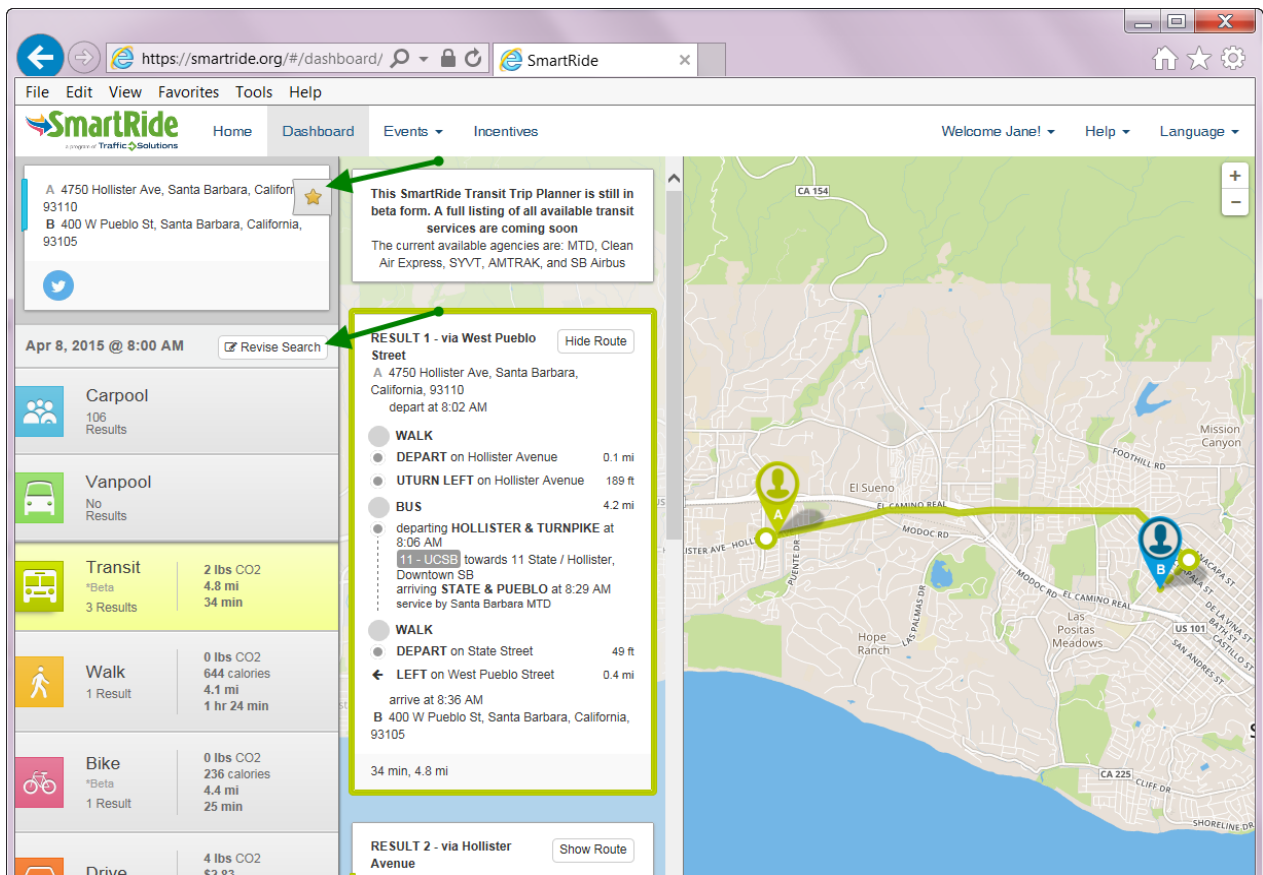 https://smartride.org/#/dashboard/
SmartRide
File Edit View Favorites Tools Help
SmartRide
a program of Traffic Solutions
Home Dashboard Events Incentives Welcome Jane! Help Language
A 4750 Hollister Ave, Santa Barbara, Californ
93110
B 400 W Pueblo St, Santa Barbara, California,
93105
Apr 8, 2015 @ 8:00 AM Revise Search
Carpool
106
Results
Vanpool
No
Results
Transit
*Beta
3 Results
2 lbs CO2
4.8 mi
34 min
Walk
1 Result
0 lbs CO2
644 calories
4.1 mi
1 hr 24 min
Bike
*Beta
1 Result
0 lbs CO2
236 calories
4.4 mi
25 min
Drive
4 lbs CO2
$2.83
This SmartRide Transit Trip Planner is still in
beta form. A full listing of all available transit
services are coming soon
The current available agencies are: MTD, Clean
Air Express, SYVT, AMTRAK, and SB Airbus
RESULT 1 - via West Pueblo
Street
Hide Route
A 4750 Hollister Ave, Santa Barbara,
California, 93110
depart at 8:02 AM
WALK
DEPART on Hollister Avenue 0.1 mi
UTURN LEFT on Hollister Avenue 189 ft
BUS 4.2 mi
departing HOLLISTER & TURNPIKE at
8:06 AM
11 - UCSB towards 11 State / Hollister,
Downtown SB
arriving STATE & PUEBLO at 8:29 AM
service by Santa Barbara MTD
WALK
DEPART on State Street 49 ft
LEFT on West Pueblo Street 0.4 mi
arrive at 8:36 AM
B 400 W Pueblo St, Santa Barbara, California,
93105
34 min, 4.8 mi
RESULT 2 - via Hollister
Avenue
Show Route
+
−
CA 154
Mission
Canyon
FOOTHILL RD
El Sueno
EL CAMINO REAL
MODOC RD
ISTER AVE
HOLL
A
PUENTE DR
B
ANACAPA ST
MODOC RD
EL CAMINO REAL
LAS PALMAS DR
Hope
Ranch
Las
Positas
Meadows
US 101
DE LA VINA ST
BATH ST
CASTILLO ST
SAN ANDRES ST
CA 225
CLIFF DR
SHORELINE DR